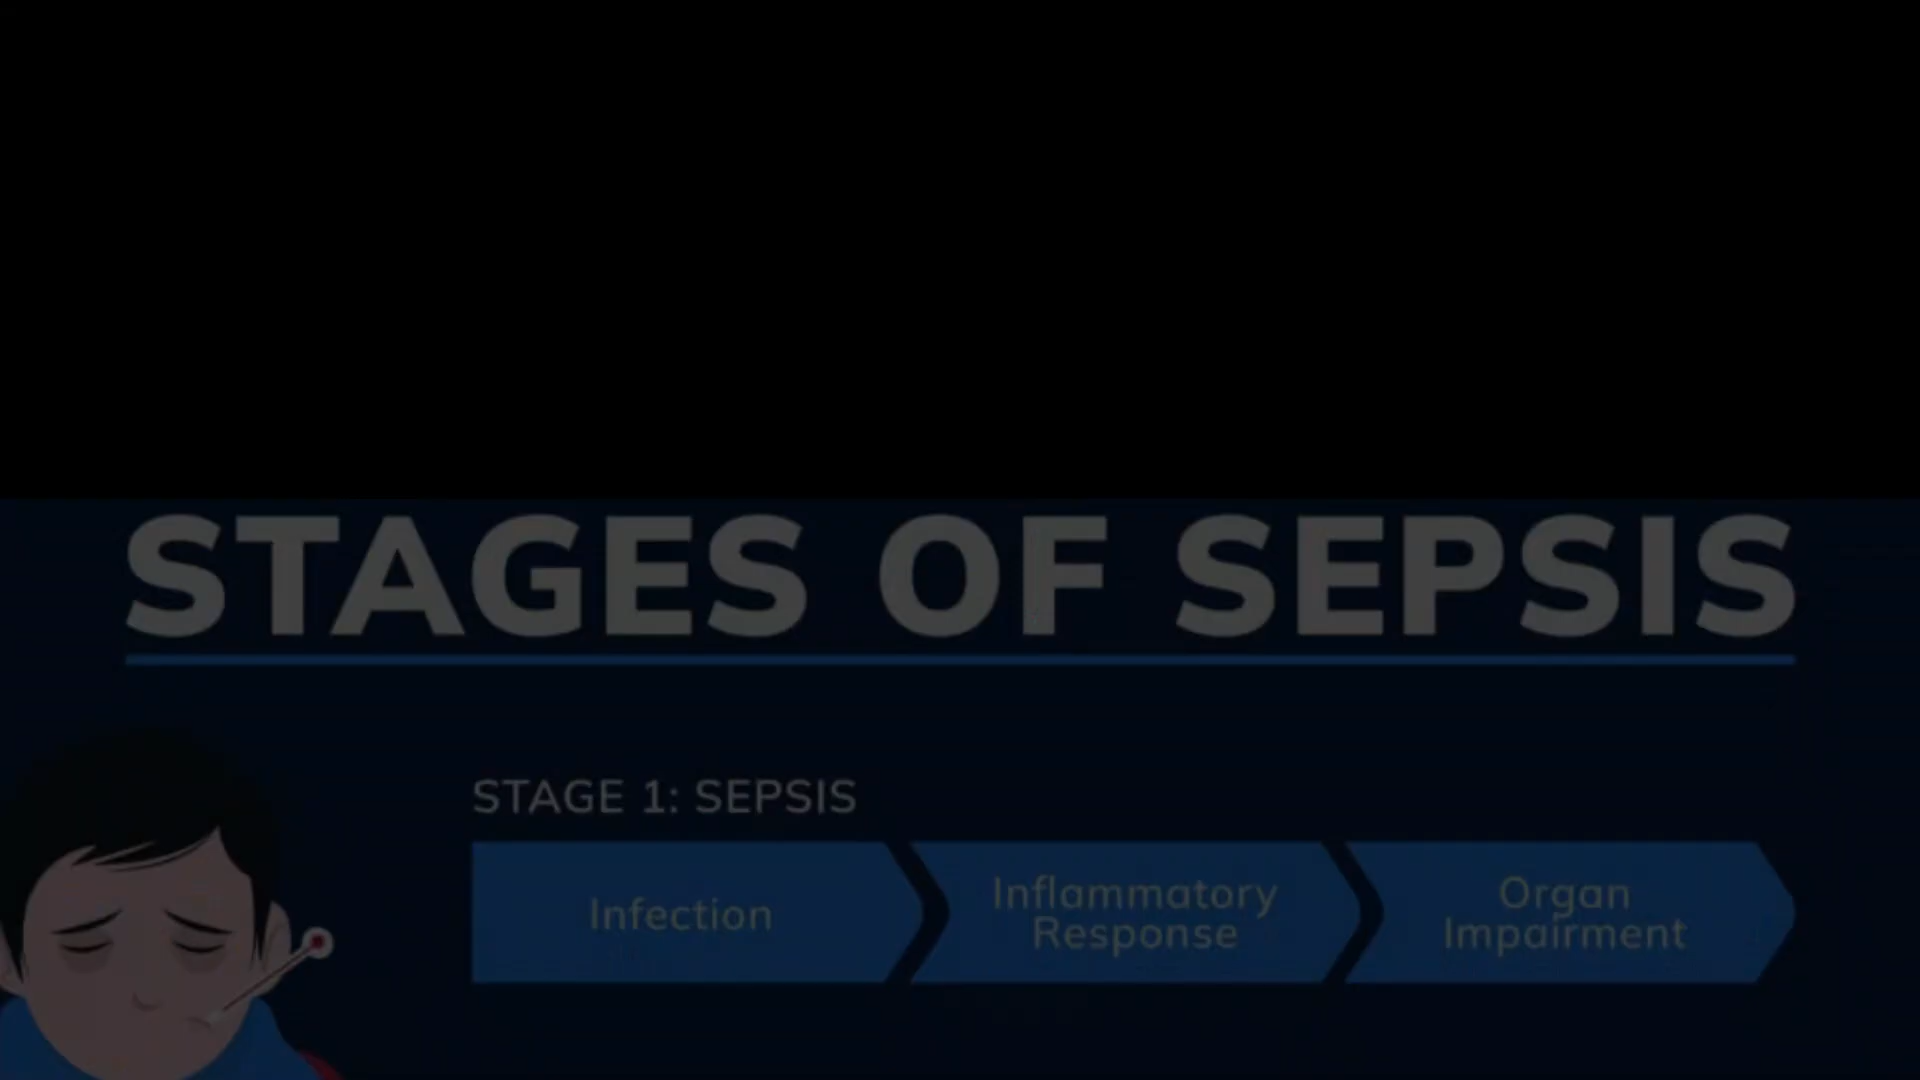 STAGES OF SEPSIS
STAGE 1: SEPSIS
Infection
Inflammatory
Response
Organ
Impairment